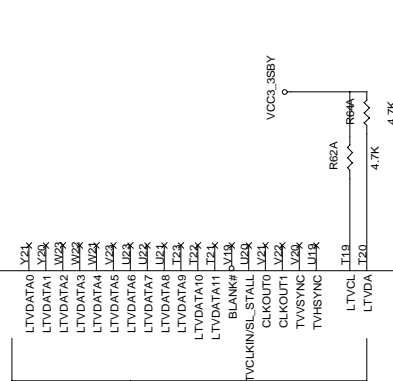 VCC3_3SBY
R64A
4.7K
R62A
4.7K
Y21
Y20
W23
W22
W21
V23
U23
U22
U21
T23
T22
T21
V19
U20
V21
V22
V20
U19
T19
T20
LTVDATA0
LTVDATA1
LTVDATA2
LTVDATA3
LTVDATA4
LTVDATA5
LTVDATA6
LTVDATA7
LTVDATA8
LTVDATA9
LTVDATA10
LTVDATA11
BLANK#
TVCLKIN/SL_STALL
CLKOUT0
CLKOUT1
TVVSYNC
TVHSYNC
LTVCL
LTVDA